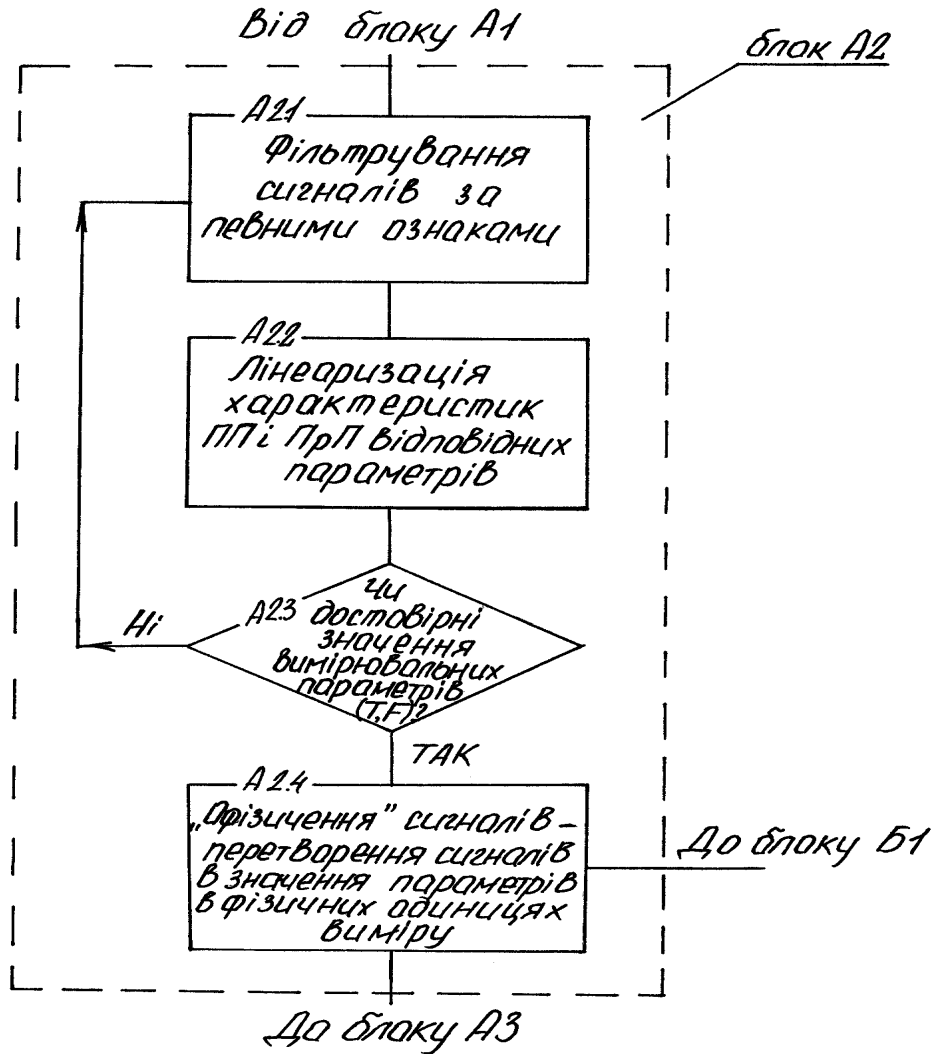 Від блоку А1
блок А2
А2.1
Фільтрування
сигналів за
певними ознаками
А2.2
Лінеаризація
характеристик
ПП і ПрП відповідних
параметрів
А2.3
Чи
достовірні
значення
вимірювальних
параметрів
(T,F)?
Ні
ТАК
А2.4
„Офізичення” сигналів –
перетворення сигналів
в значення параметрів
в фізичних одиницях
виміру
До блоку Б1
До блоку А3